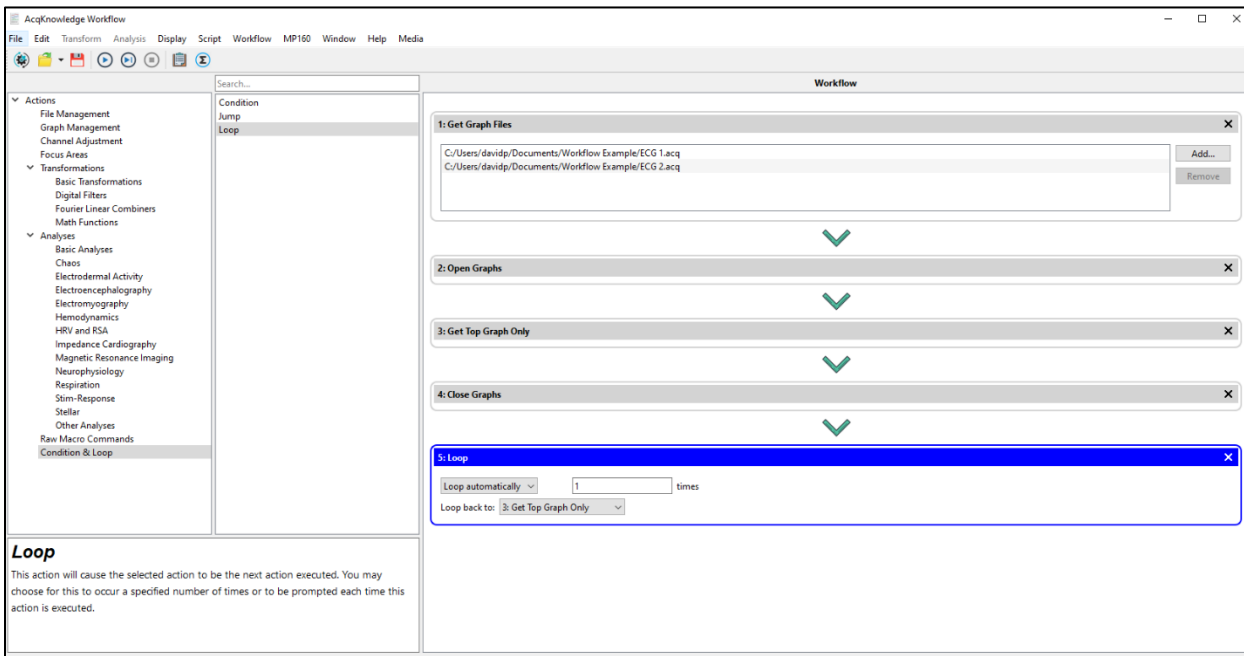 AcqKnowledge Workflow
File Edit Transform Analysis Display Script Workflow MP160 Window Help Media
Search...
Workflow
Actions
File Management
Graph Management
Channel Adjustment
Focus Areas
Transformations
Basic Transformations
Digital Filters
Fourier Linear Combiners
Math Functions
Analyses
Basic Analyses
Chaos
Electrodermal Activity
Electroencephalography
Electromyography
Hemodynamics
HRV and RSA
Impedance Cardiography
Magnetic Resonance Imaging
Neurophysiology
Respiration
Stim-Response
Stellar
Other Analyses
Raw Macro Commands
Condition & Loop
Condition
Jump
Loop
1: Get Graph Files
C:/Users/davidp/Documents/Workflow Example/ECG 1.acq
C:/Users/davidp/Documents/Workflow Example/ECG 2.acq
Add...
Remove
2: Open Graphs
3: Get Top Graph Only
4: Close Graphs
5: Loop
Loop automatically 1 times
Loop back to: 3: Get Top Graph Only
Loop
This action will cause the selected action to be the next action executed. You may
choose for this to occur a specified number of times or to be prompted each time this
action is executed.